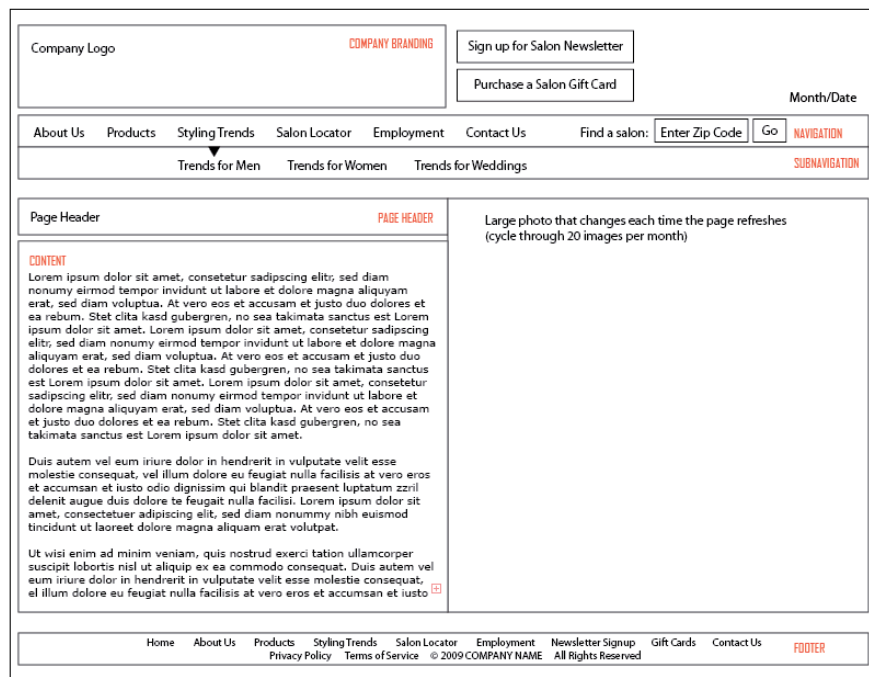 Company Logo
COMPANY BRANDING
Sign up for Salon Newsletter
Purchase a Salon Gift Card
Month/Date
About Us Products Styling Trends Salon Locator Employment Contact Us Find a salon: Enter Zip Code Go NAVIGATION
Trends for Men Trends for Women Trends for Weddings SUBNAVIGATION
Page Header PAGE HEADER
CONTENT
Lorem ipsum dolor sit amet, consetetur sadipscing elitr, sed diam
nonumy eirmod tempor invidunt ut labore et dolore magna aliquyam
erat, sed diam voluptua. At vero eos et accusam et justo duo dolores et
ea rebum. Stet clita kasd gubergren, no sea takimata sanctus est Lorem
ipsum dolor sit amet. Lorem ipsum dolor sit amet, consetetur sadipscing
elitr, sed diam nonumy eirmod tempor invidunt ut labore et dolore magna
aliquyam erat, sed diam voluptua. At vero eos et accusam et justo duo
dolores et ea rebum. Stet clita kasd gubergren, no sea takimata sanctus
est Lorem ipsum dolor sit amet. Lorem ipsum dolor sit amet, consetetur
sadipscing elitr, sed diam nonumy eirmod tempor invidunt ut labore et
dolore magna aliquyam erat, sed diam voluptua. At vero eos et accusam
et justo duo dolores et ea rebum. Stet clita kasd gubergren, no sea
takimata sanctus est Lorem ipsum dolor sit amet.
Duis autem vel eum iriure dolor in hendrerit in vulputate velit esse
molestie consequat, vel illum dolore eu feugiat nulla facilisis at vero eros
et accumsan et iusto odio dignissim qui blandit praesent luptatum zzril
delenit augue duis dolore te feugait nulla facilisi. Lorem ipsum dolor sit
amet, consectetuer adipiscing elit, sed diam nonummy nibh euismod
tincidunt ut laoreet dolore magna aliquam erat volutpat.
Ut wisi enim ad minim veniam, quis nostrud exerci tation ullamcorper
suscipit lobortis nisl ut aliquip ex ea commodo consequat. Duis autem vel
eum iriure dolor in hendrerit in vulputate velit esse molestie consequat,
el illum dolore eu feugiat nulla facilisis at vero eros et accumsan et iusto
Large photo that changes each time the page refreshes
(cycle through 20 images per month)
Home About Us Products Styling Trends Salon Locator Employment Newsletter Signup Gift Cards Contact Us
Privacy Policy Terms of Service © 2009 COMPANY NAME All Rights Reserved
FOOTER